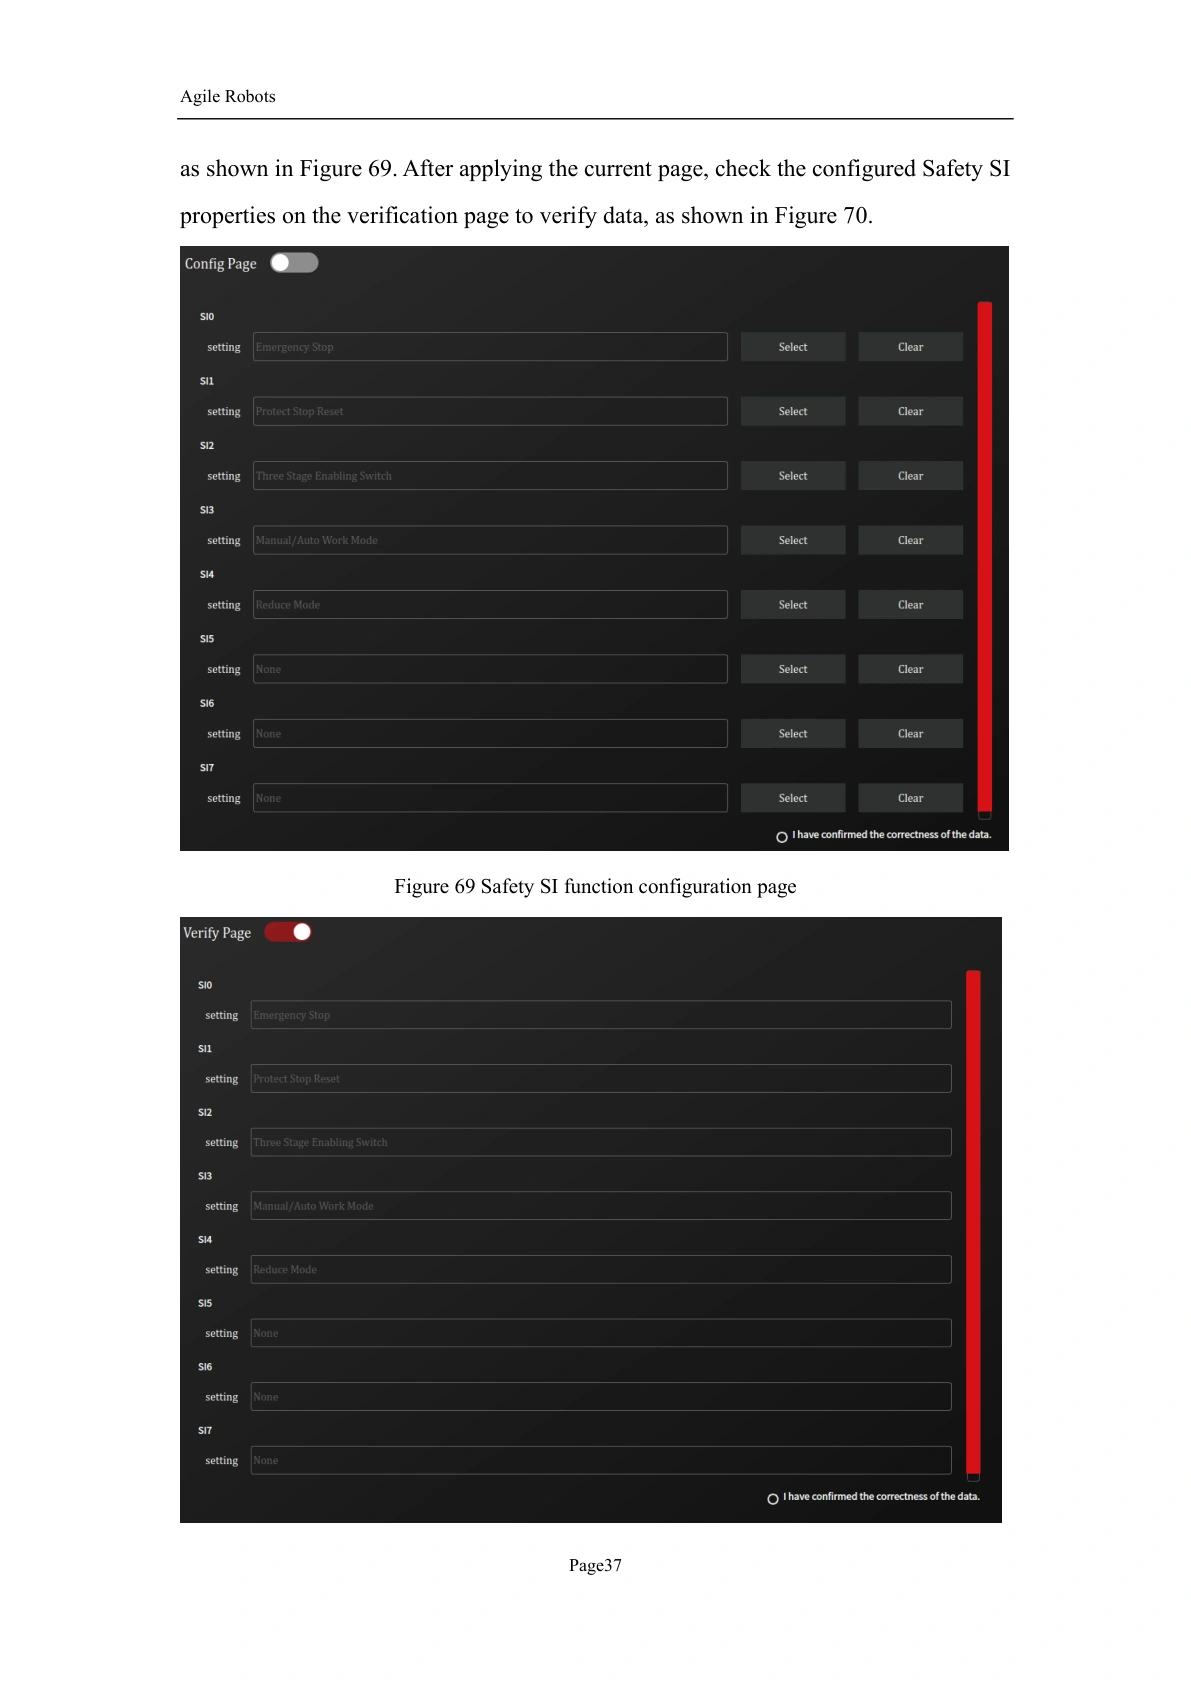 Agile Robots
as shown in Figure 69. After applying the current page, check the configured Safety SI
properties on the verification page to verify data, as shown in Figure 70.
Config Page
SI0
setting Emergency Stop Select Clear
SI1
setting Protect Stop Reset Select Clear
SI2
setting Three Stage Enabling Switch Select Clear
SI3
setting Manual/Auto Work Mode Select Clear
SI4
setting Reduce Mode Select Clear
SI5
setting None Select Clear
SI6
setting None Select Clear
SI7
setting None Select Clear
I have confirmed the correctness of the data.
Figure 69 Safety SI function configuration page
Verify Page
SI0
setting Emergency Stop
SI1
setting Protect Stop Reset
SI2
setting Three Stage Enabling Switch
SI3
setting Manual/Auto Work Mode
SI4
setting Reduce Mode
SI5
setting None
SI6
setting None
SI7
setting None
I have confirmed the correctness of the data.
Page37